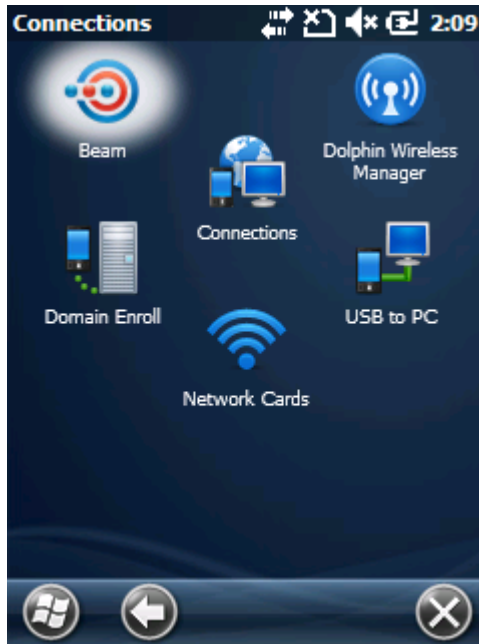 Connections 2:09
Beam
Dolphin Wireless
Manager
Connections
Domain Enroll
USB to PC
Network Cards